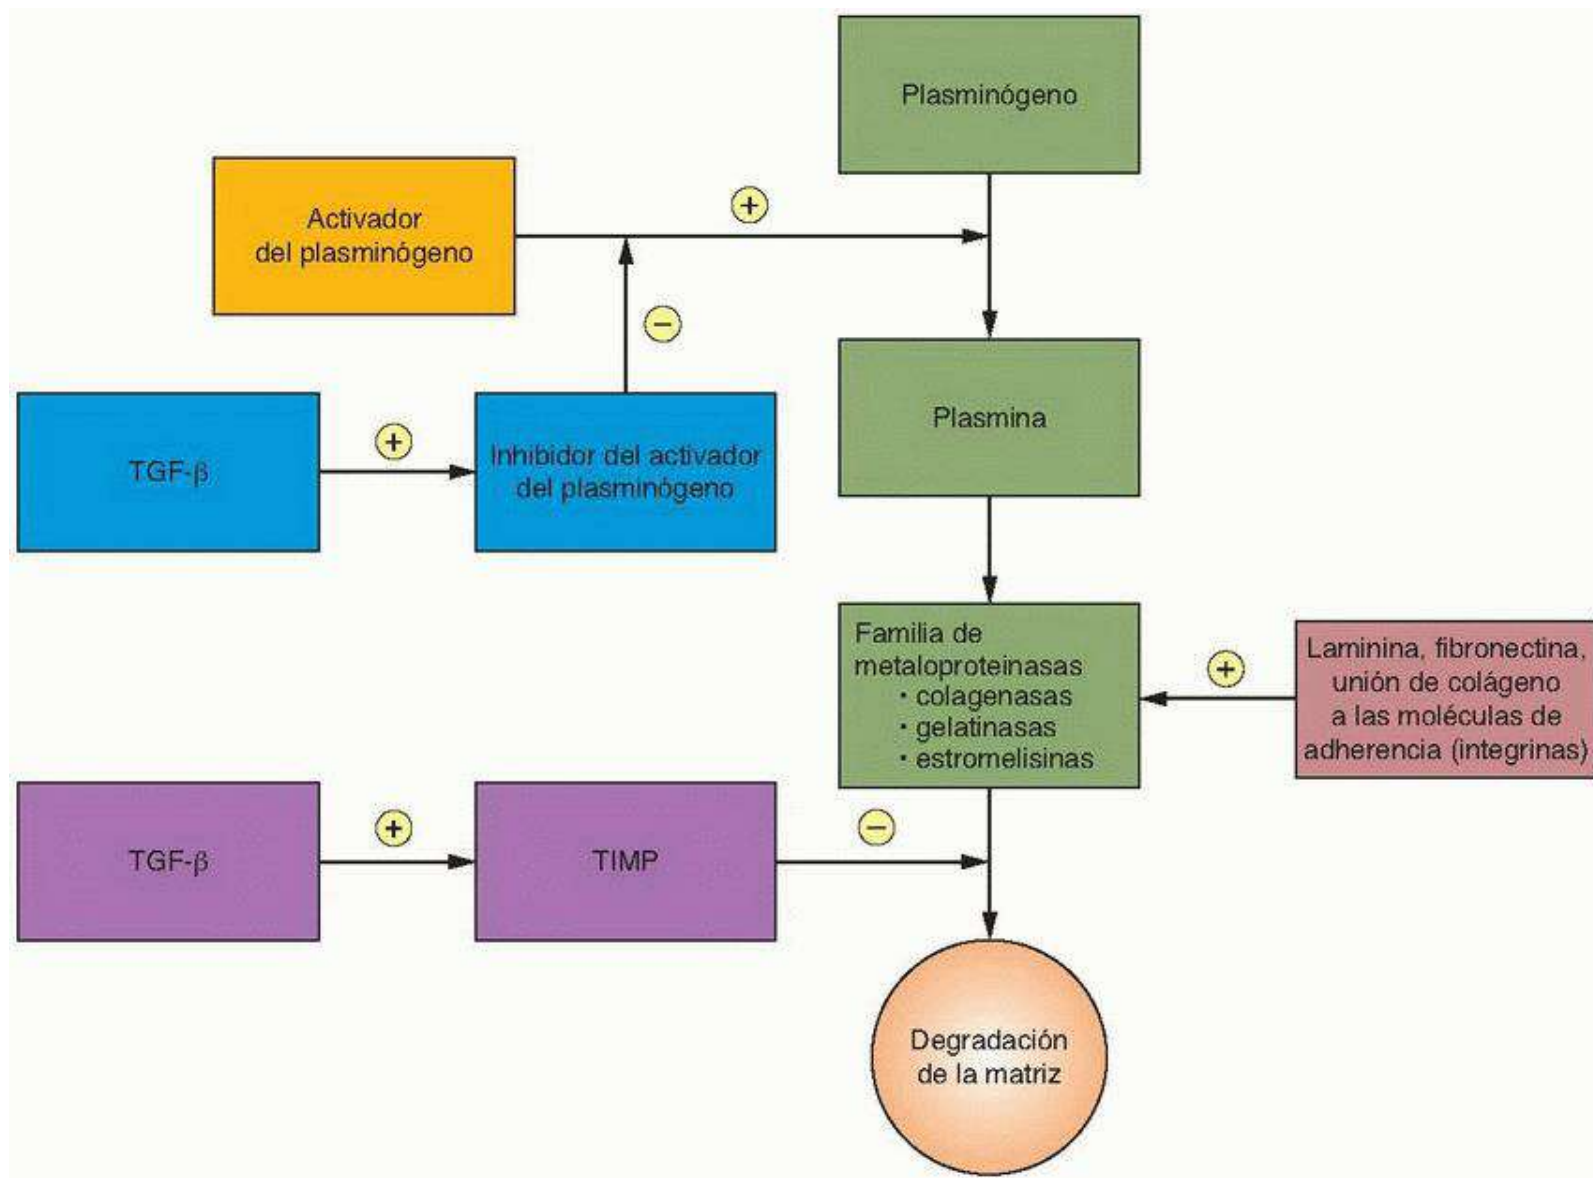 Plasminógeno
Activador
del plasminógeno
+
−
Plasmina
TGF-β
+
Inhibidor del activador
del plasminógeno
Familia de
metaloproteinasas
· colagenasas
· gelatinasas
· estromelisinas
+
Laminina, fibronectina,
unión de colágeno
a las moléculas de
adherencia (integrinas)
TGF-β
+
TIMP
−
Degradación
de la matriz